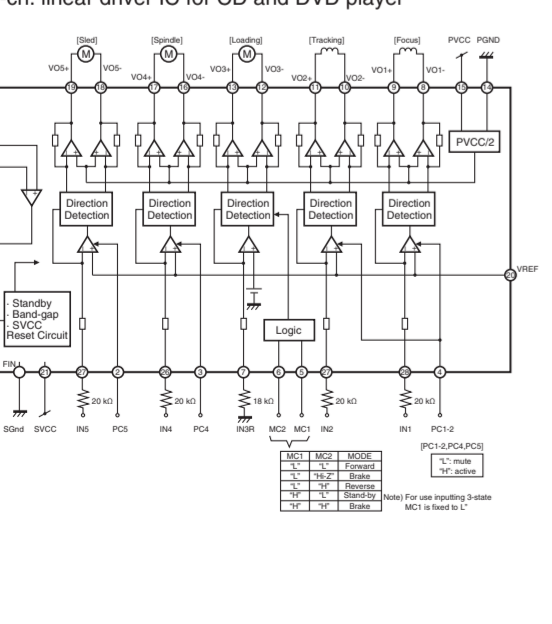 ch. linear driver IC for CD and DVD player
[Sled] [Spindle] [Loading] [Tracking] [Focus] PVCC PGND
M M M
VO5+ VO5- VO4+ VO4- VO3+ VO3- VO2+ VO2- VO1+ VO1-
19 18 17 16 13 12 11 10 9 8 15 14
PVCC/2
Direction Detection
Direction Detection
Direction Detection
Direction Detection
Direction Detection
20 VREF
· Standby
· Band-gap
· SVCC
Reset Circuit
Logic
FIN
21 27 2 26 3 7 6 5 27 28 4
20 kΩ 20 kΩ 18 kΩ 20 kΩ 20 kΩ
SGnd SVCC IN5 PC5 IN4 PC4 IN3R MC2 MC1 IN2 IN1 PC1-2
[PC1-2,PC4,PC5]
"L": mute
"H": active
MC1 MC2 MODE
"L" "L" Forward
"L" "Hi-Z" Brake
"L" "H" Reverse
"H" "L" Stand-by
"H" "H" Brake
Note) For use inputting 3-state
MC1 is fixed to L"